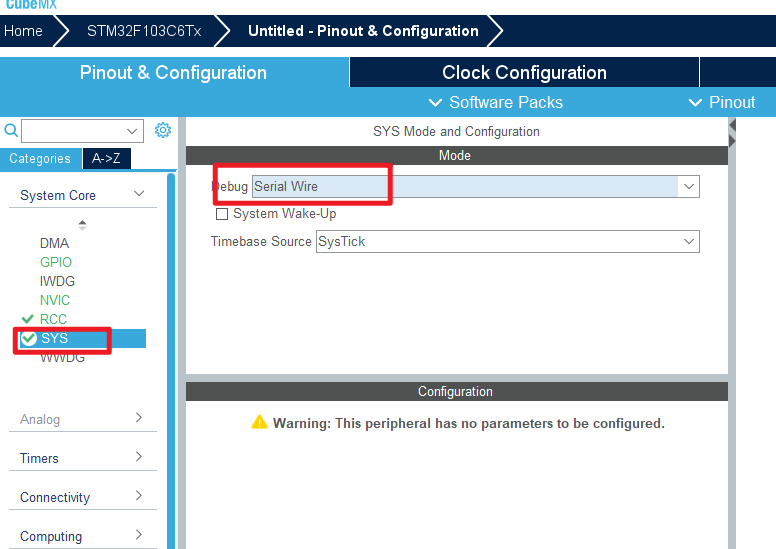 CubeMX
Home STM32F103C6Tx Untitled - Pinout & Configuration
Pinout & Configuration Clock Configuration
Software Packs Pinout
SYS Mode and Configuration
Categories A->Z
Mode
System Core
Debug Serial Wire
System Wake-Up
Timebase Source SysTick
DMA
GPIO
IWDG
NVIC
RCC
SYS
WWDG
Configuration
Warning: This peripheral has no parameters to be configured.
Analog
Timers
Connectivity
Computing